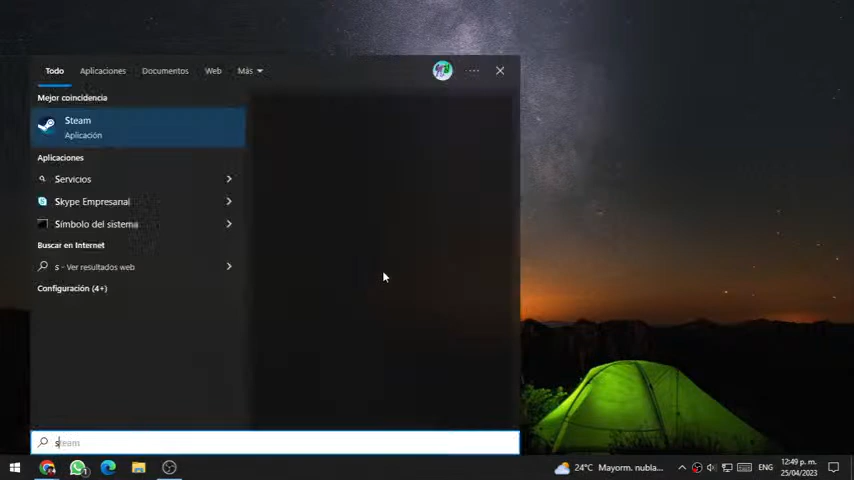 Todo Aplicaciones Documentos Web Más
Mejor coincidencia
Steam
Aplicación
Aplicaciones
Servicios
Skype Empresarial
Símbolo del sistema
Buscar en Internet
s - Ver resultados web
Configuración (4+)
steam
24°C Mayorm. nubla... ENG 12:49 p. m.
25/04/2023